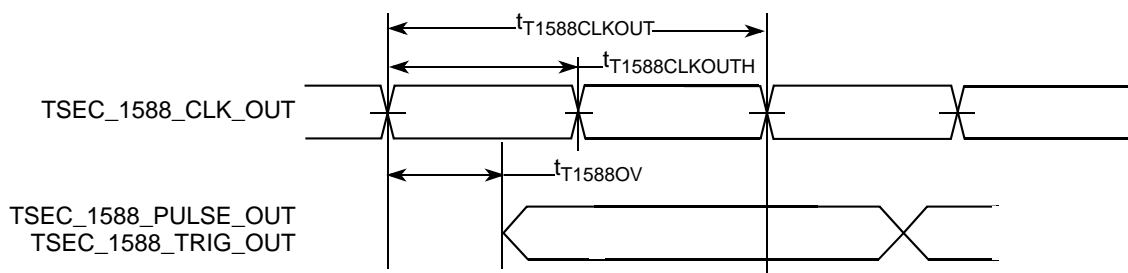 tT1588CLKOUT
tT1588CLKOUTH
TSEC_1588_CLK_OUT
tT1588OV
TSEC_1588_PULSE_OUT
TSEC_1588_TRIG_OUT